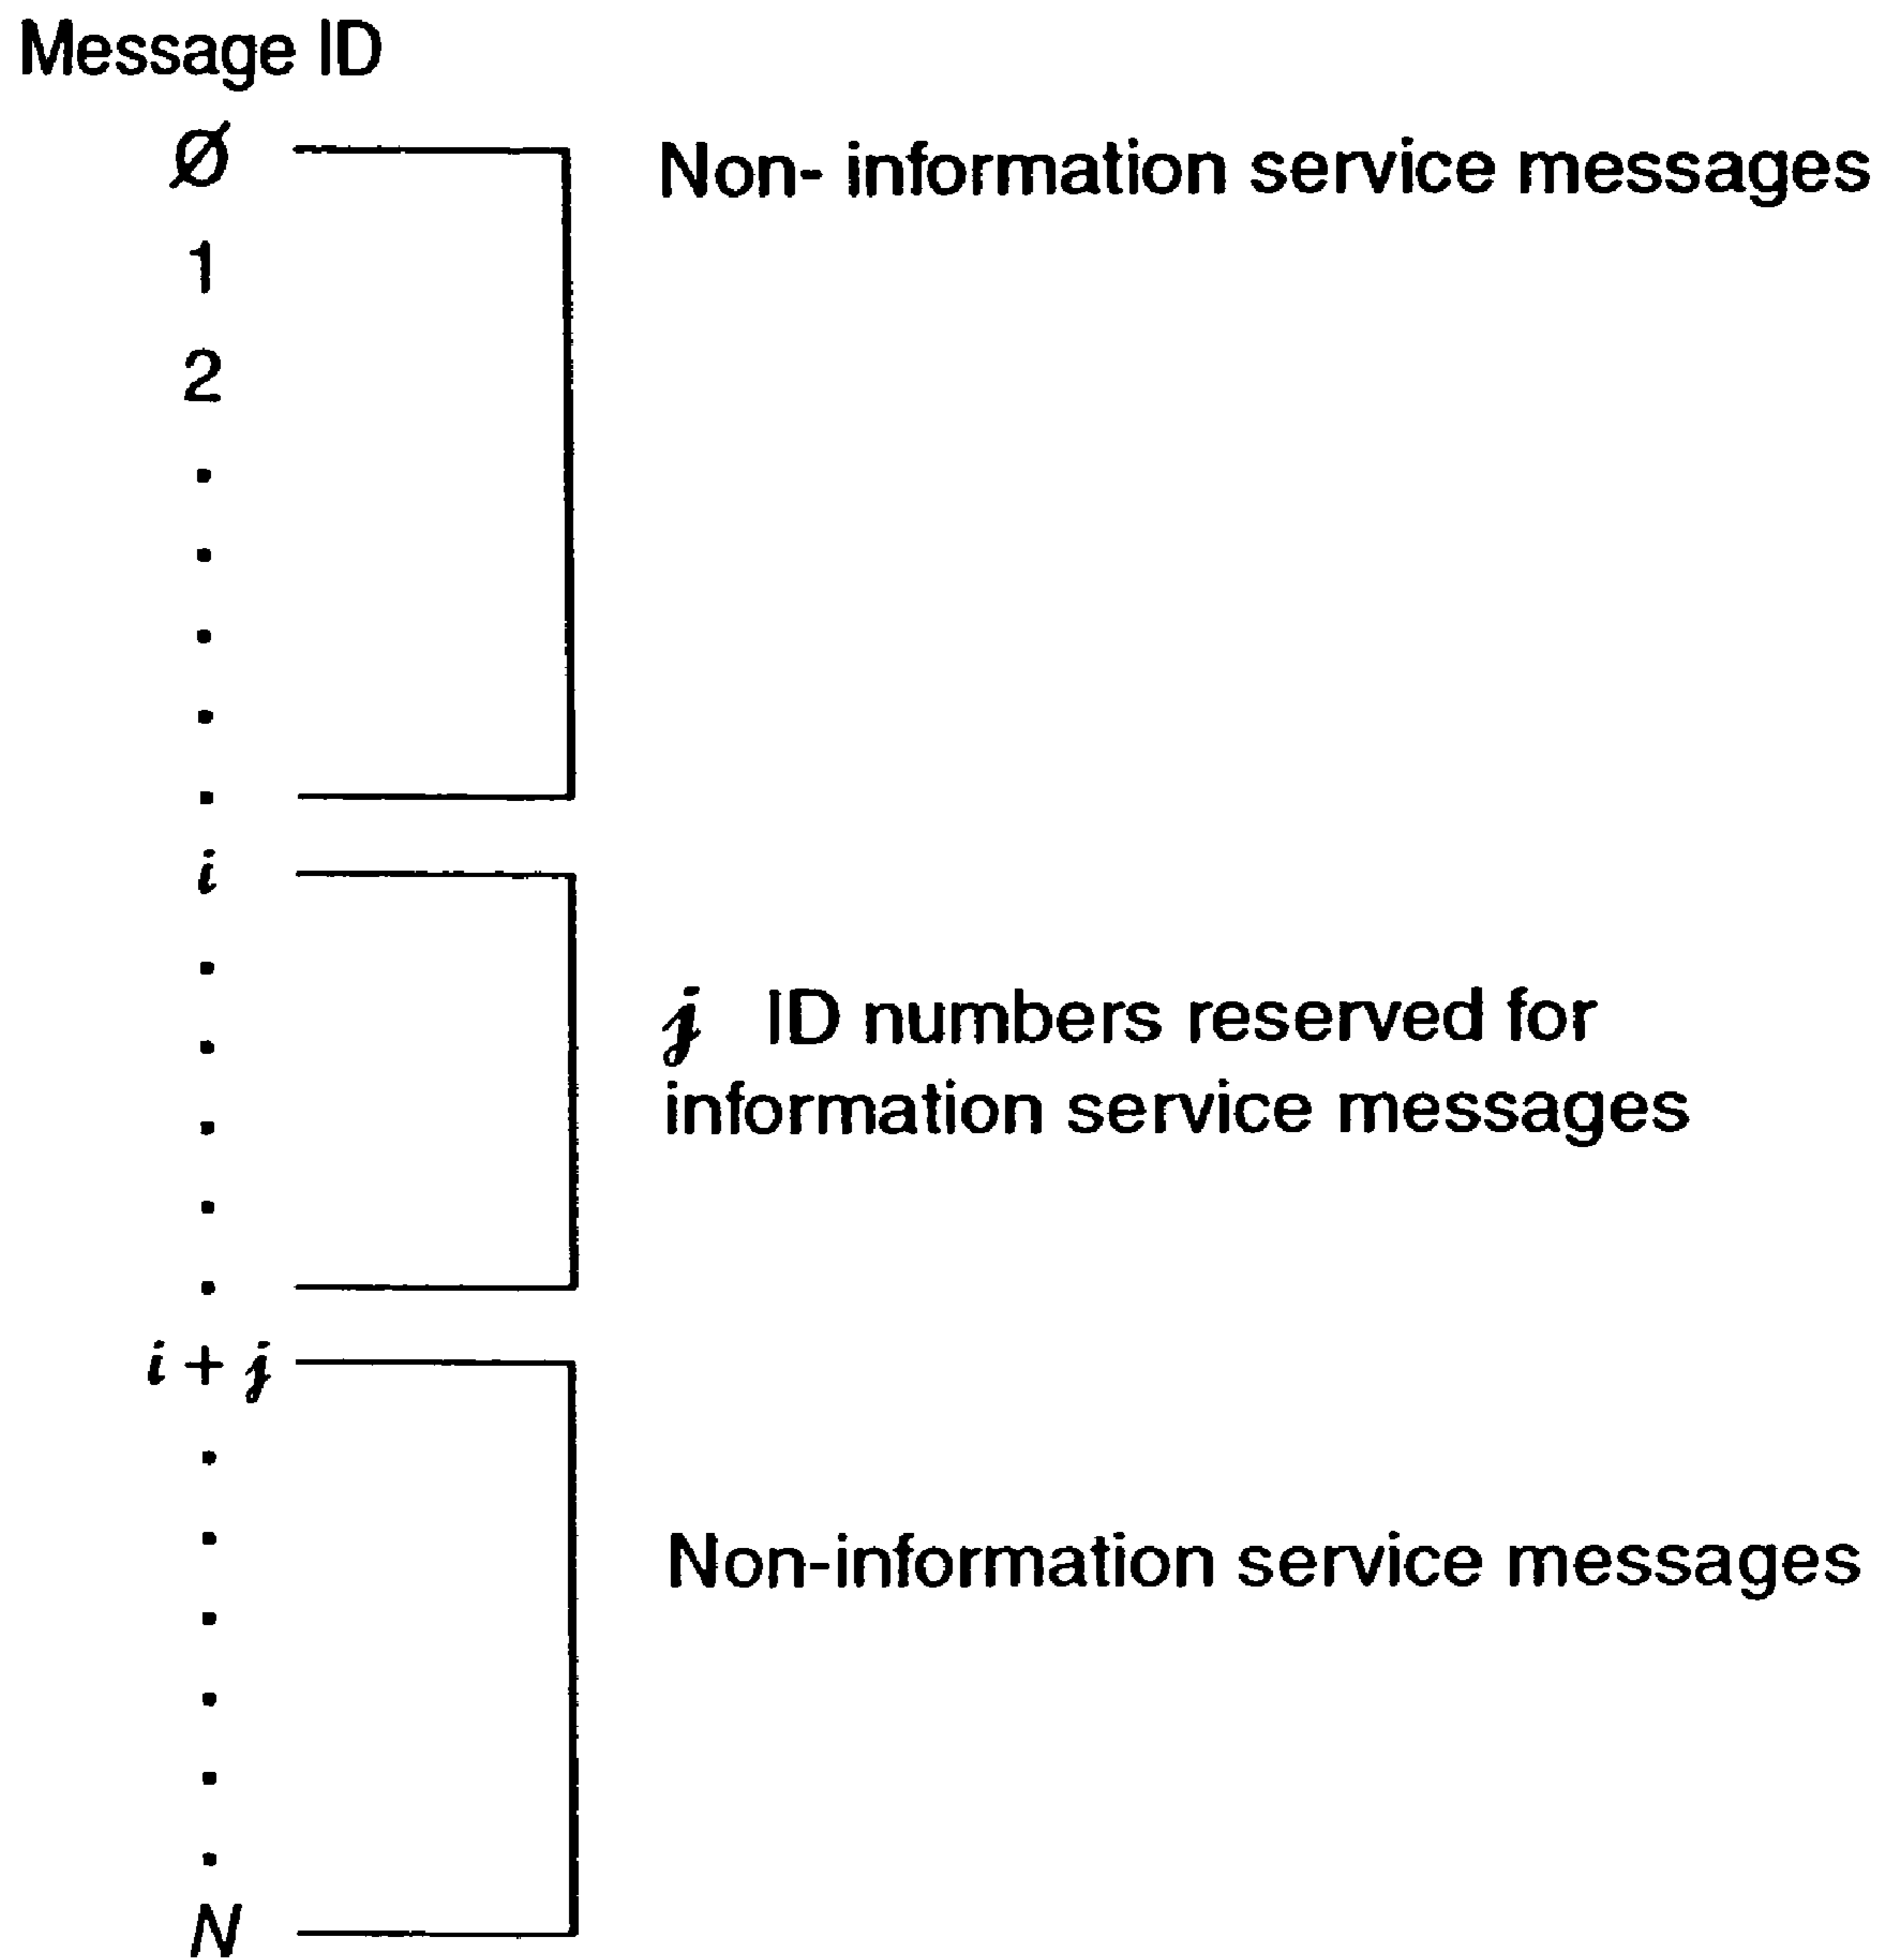 Message ID
Ø Non- information service messages
1
2
.
.
.
.
.
i
.
j ID numbers reserved for
.
information service messages
.
.
.
i + j
.
.
Non-information service messages
.
.
.
.
N